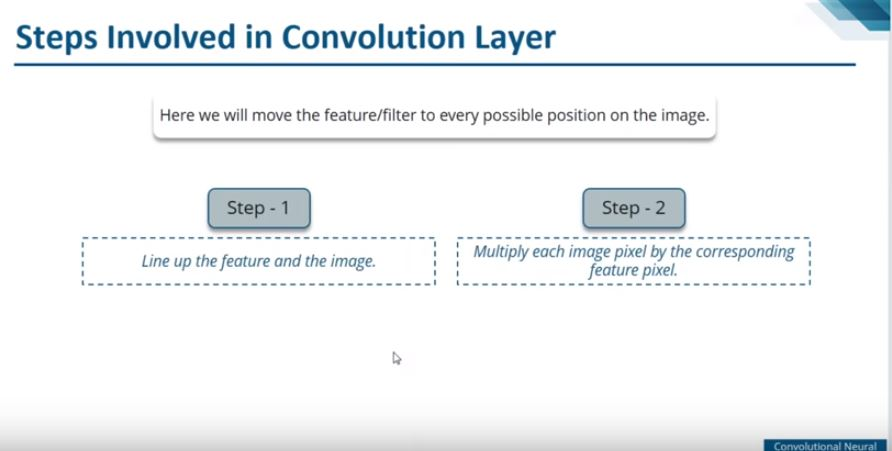 Steps Involved in Convolution Layer
Here we will move the feature/filter to every possible position on the image.
Step - 1
Line up the feature and the image.
Step - 2
Multiply each image pixel by the corresponding
feature pixel.
Convolutional Neural